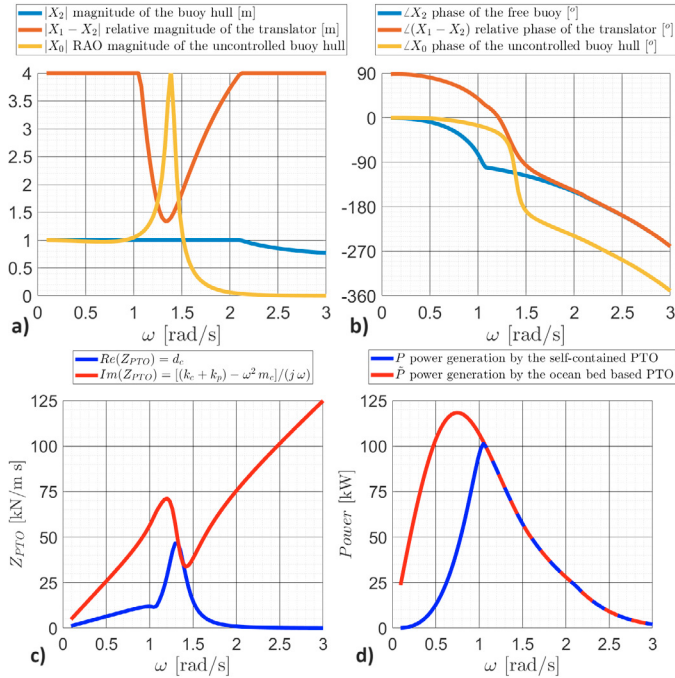 |X₂| magnitude of the buoy hull [m]
|X₁ − X₂| relative magnitude of the translator [m]
|X₀| RAO magnitude of the uncontrolled buoy hull
4
3.5
3
2.5
2
1.5
1
0.5
0
0 0.5 1 1.5 2 2.5 3
ω [rad/s]
a)
∠X₂ phase of the free buoy [°]
∠(X₁ − X₂) relative phase of the translator [°]
∠X₀ phase of the uncontrolled buoy hull [°]
90
0
-90
-180
-270
-360
0 0.5 1 1.5 2 2.5 3
ω [rad/s]
b)
Re(Z_PTO) = d_c
Im(Z_PTO) = [(k_c + k_p) − ω² m_c]/(j ω)
Z_PTO [kN/m s]
125
100
75
50
25
0
0 0.5 1 1.5 2 2.5 3
ω [rad/s]
c)
P power generation by the self-contained PTO
P̃ power generation by the ocean bed based PTO
Power [kW]
125
100
75
50
25
0
0 0.5 1 1.5 2 2.5 3
ω [rad/s]
d)